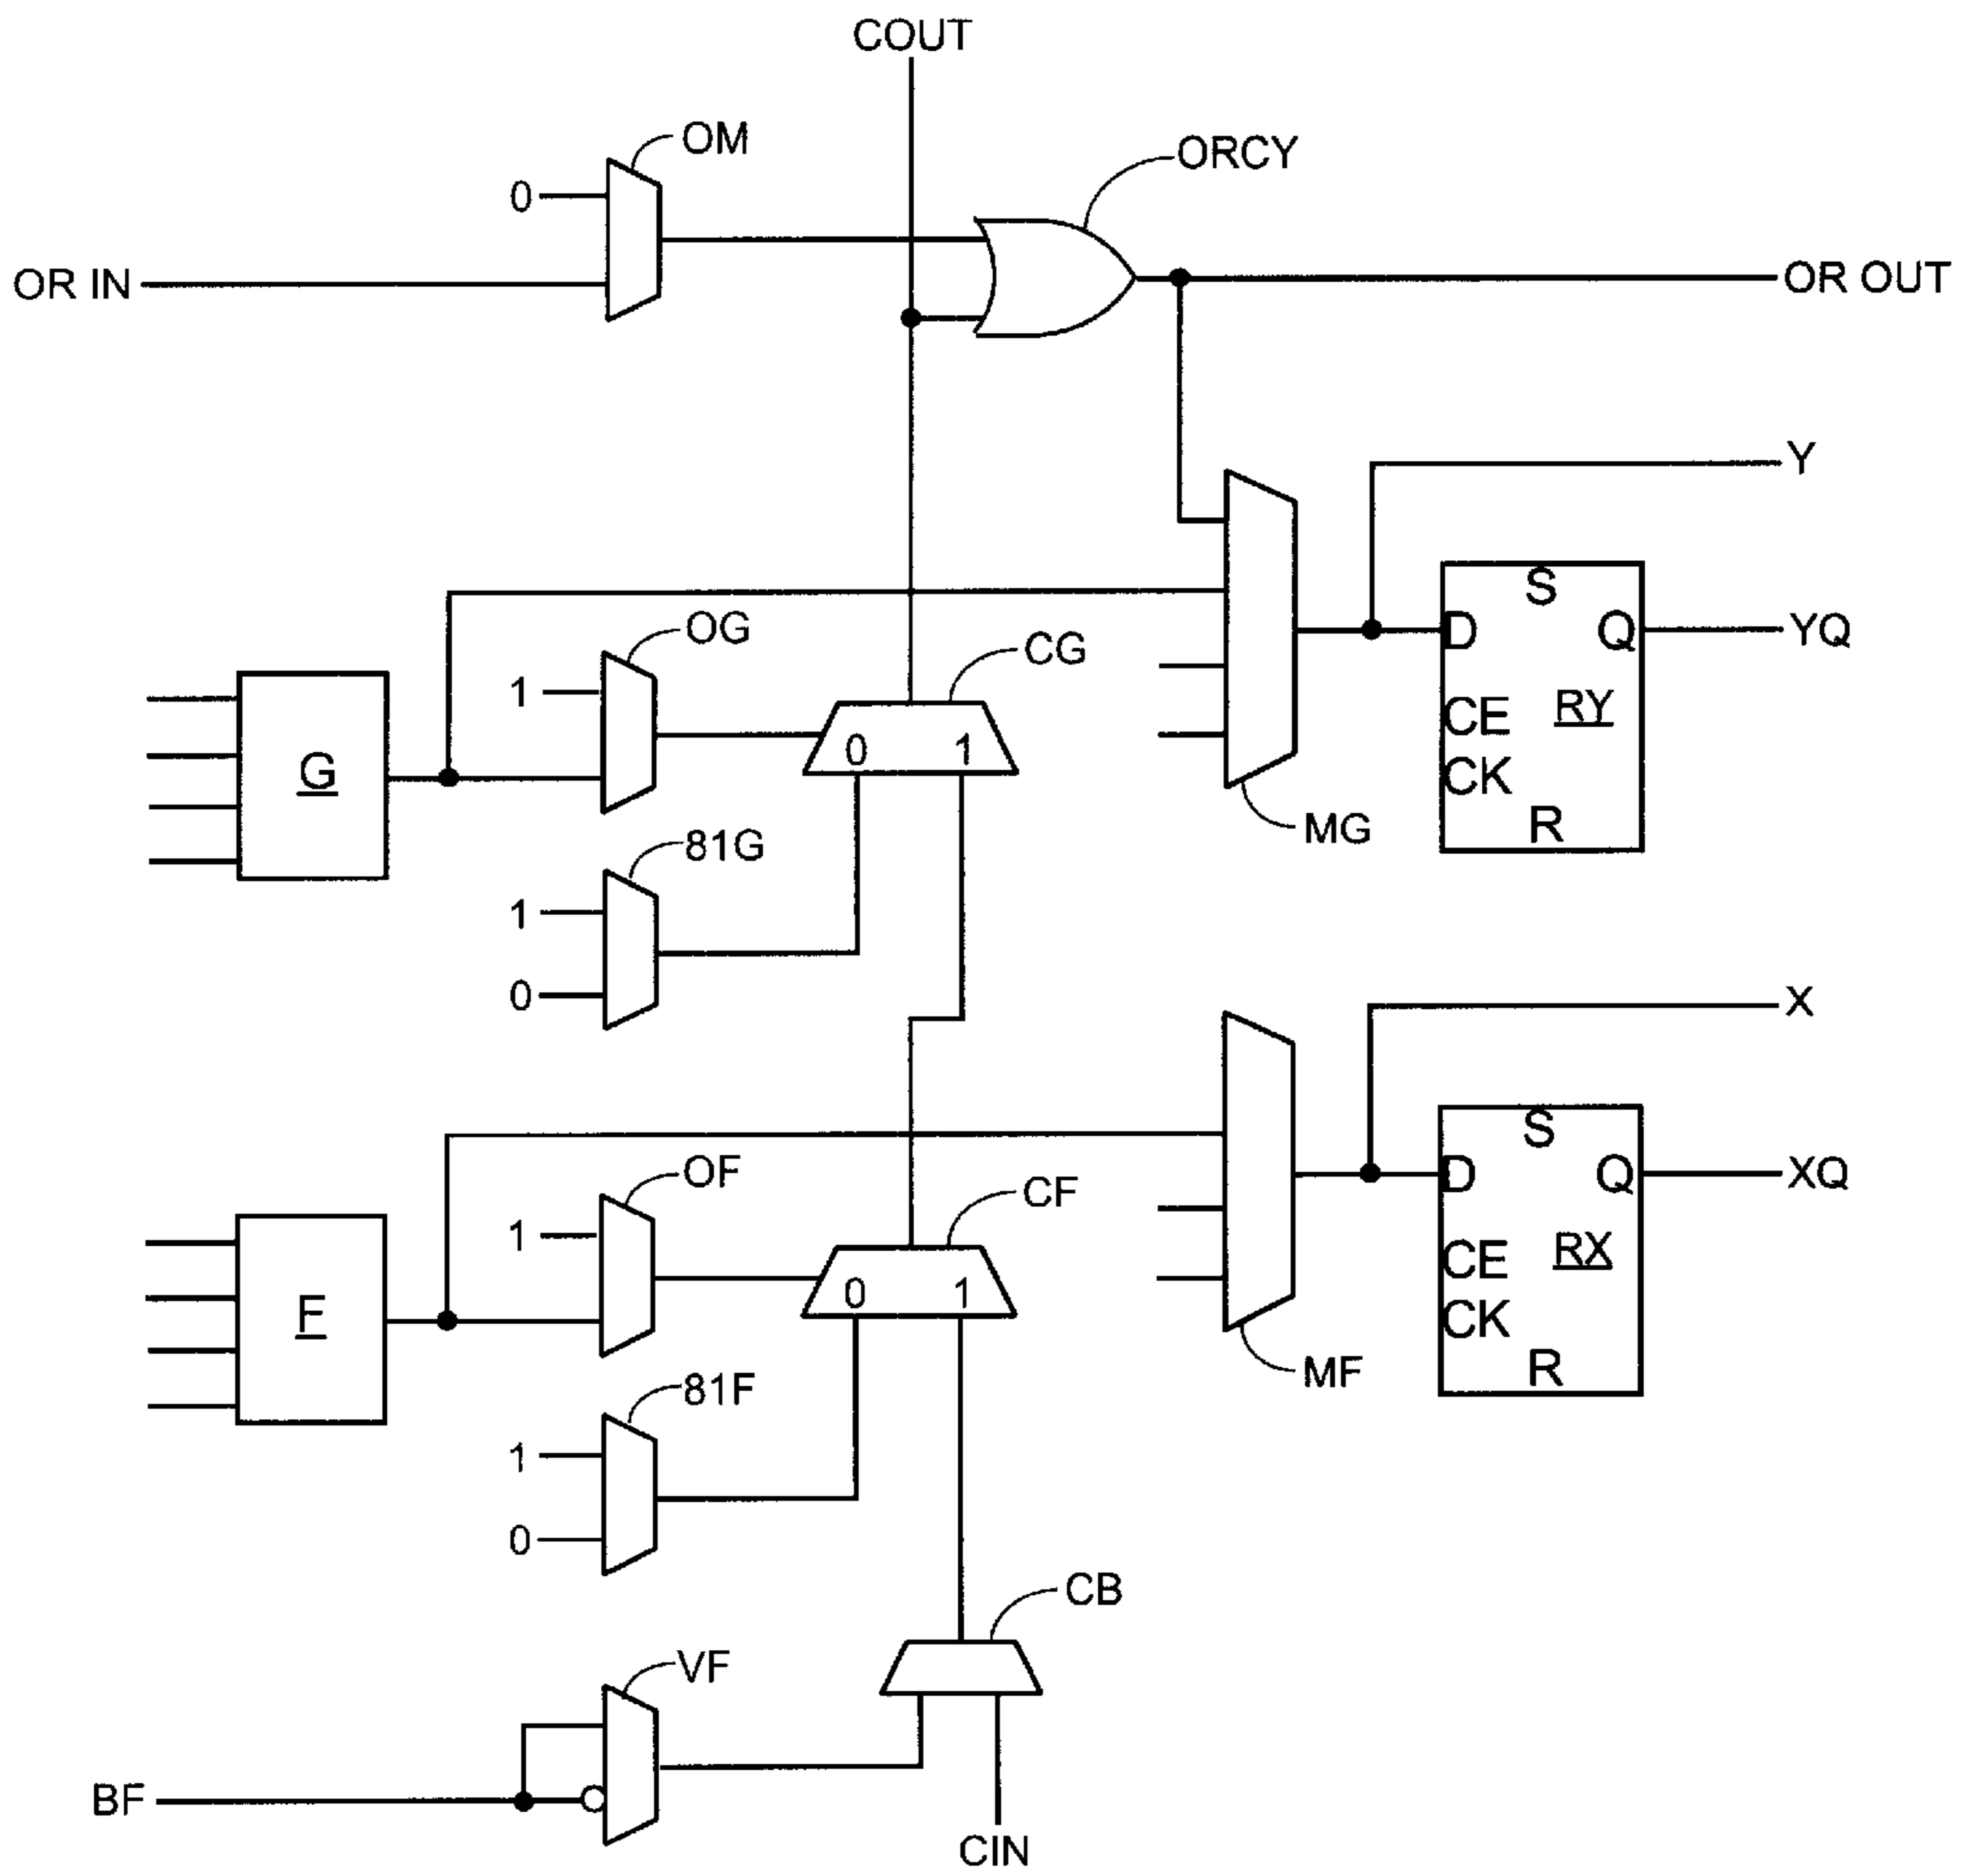 COUT
OM
ORCY
0
OR IN
OR OUT
Y
OG
S
1
CG
D
Q
YQ
CE
RY
0
1
G
CK
R
MG
81G
1
0
X
S
OF
CF
D
Q
XQ
1
CE
RX
0
1
F
CK
R
MF
81F
1
0
CB
VF
BF
CIN